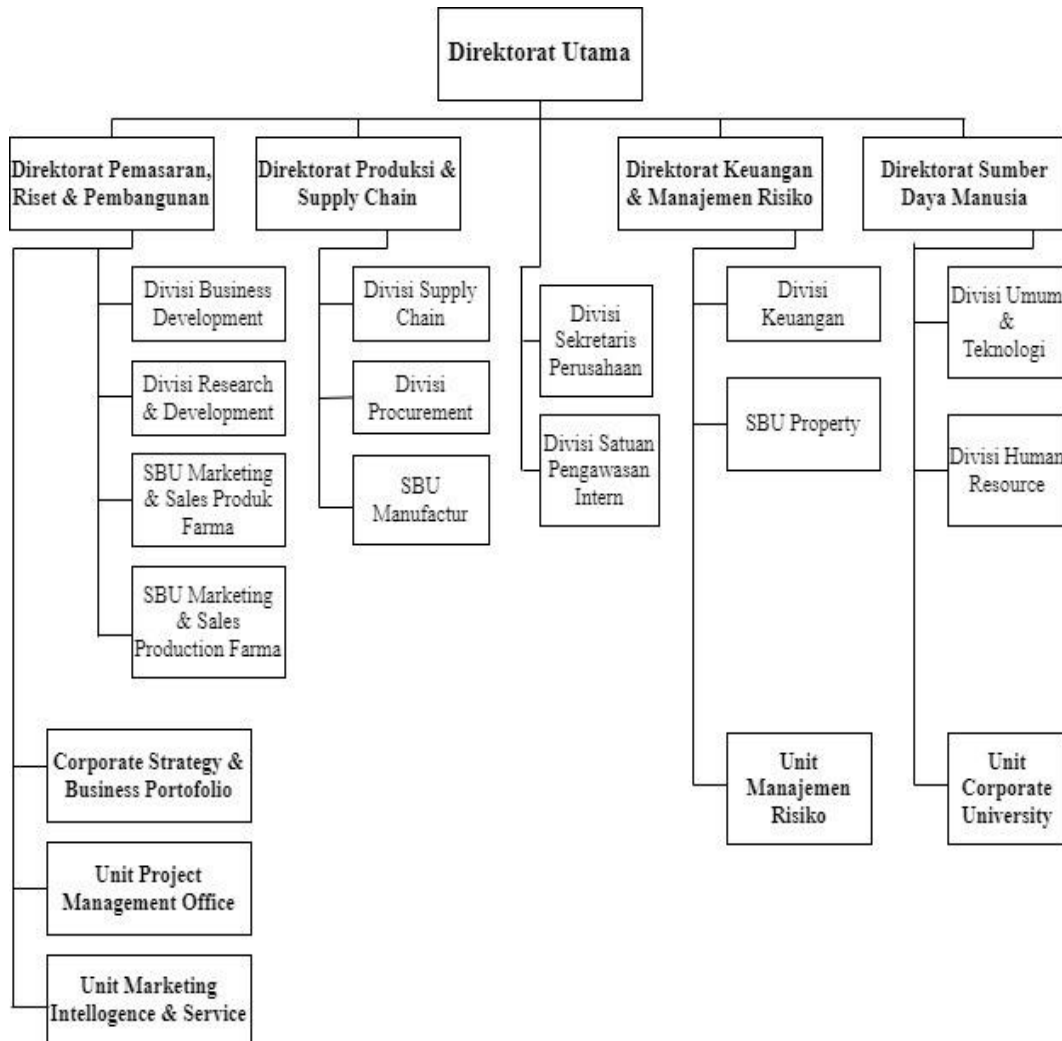 Direktorat Utama
Direktorat Pemasaran,
Riset & Pembangunan
Direktorat Produksi &
Supply Chain
Direktorat Keuangan
& Manajemen Risiko
Direktorat Sumber
Daya Manusia
Divisi Business
Development
Divisi Research
& Development
SBU Marketing
& Sales Produk
Farma
SBU Marketing
& Sales
Production Farma
Corporate Strategy &
Business Portofolio
Unit Project
Management Office
Unit Marketing
Intellogence & Service
Divisi Supply
Chain
Divisi
Procurement
SBU
Manufactur
Divisi
Sekretaris
Perusahaan
Divisi Satuan
Pengawasan
Intern
Divisi
Keuangan
SBU Property
Unit
Manajemen
Risiko
Divisi Umum
&
Teknologi
Divisi Human
Resource
Unit
Corporate
University